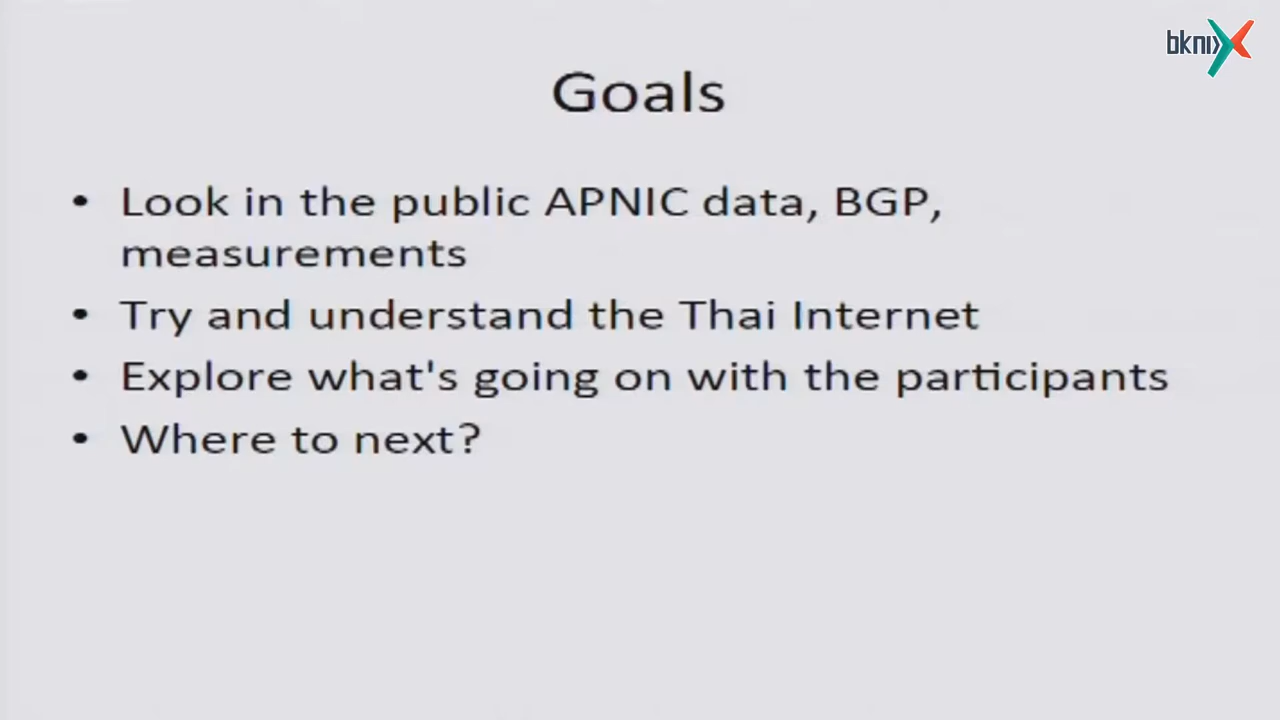 bknix
Goals
• Look in the public APNIC data, BGP,
measurements
• Try and understand the Thai Internet
• Explore what's going on with the participants
• Where to next?